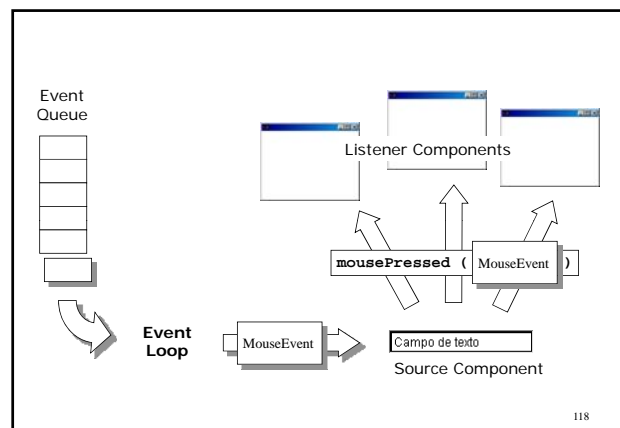 Event
Queue
Listener Components
mousePressed ( MouseEvent )
Event
Loop
MouseEvent
Campo de texto
Source Component
118